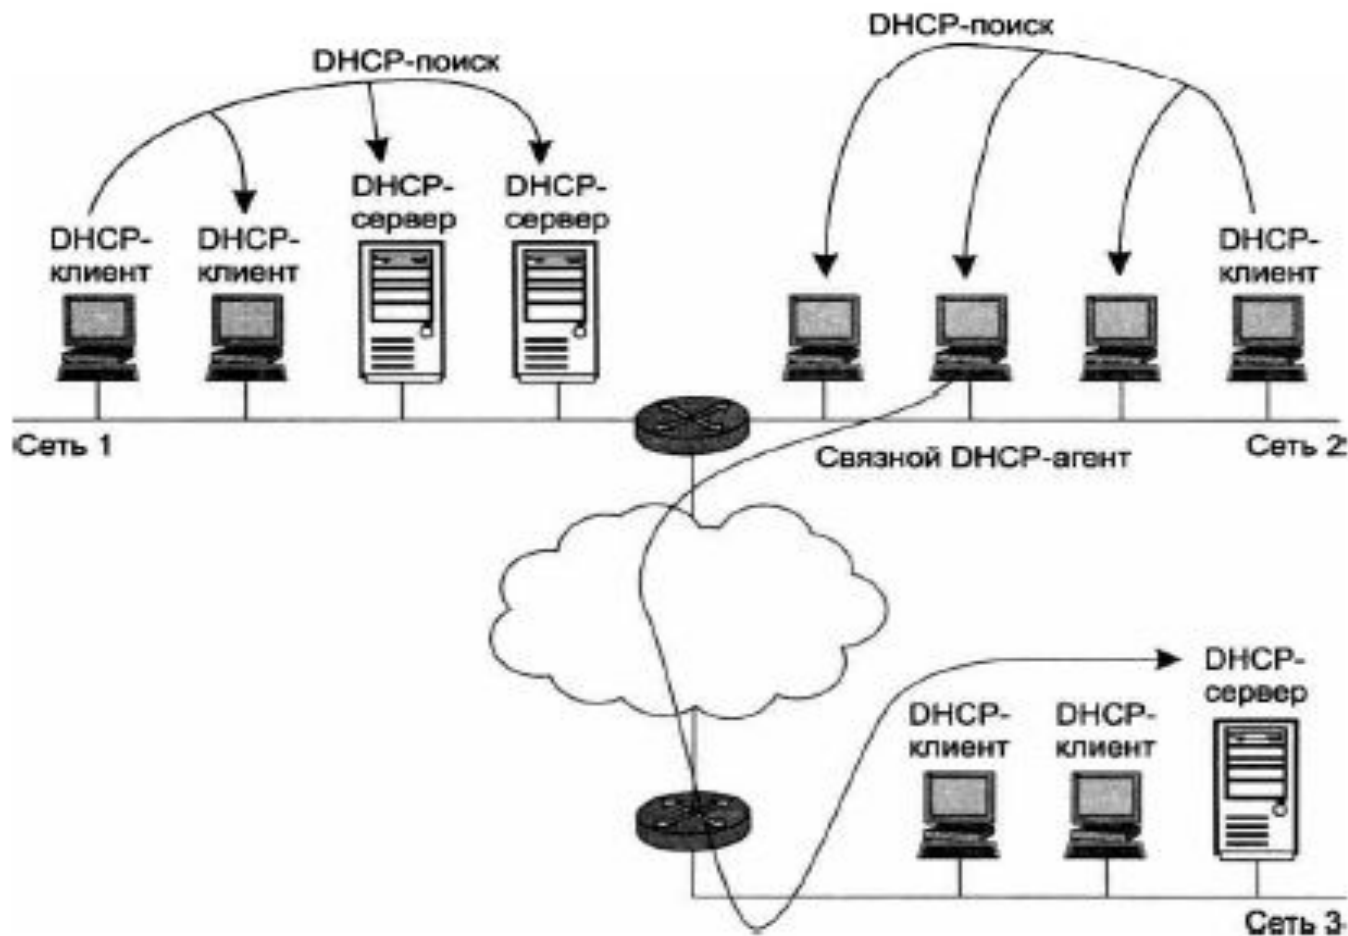 DHCP-поиск
DHCP-поиск
DHCP-
сервер
DHCP-
сервер
DHCP-
клиент
DHCP-
клиент
DHCP-
клиент
Сеть 1
Связной DHCP-агент
Сеть 2
DHCP-
сервер
DHCP-
клиент
DHCP-
клиент
Сеть 3